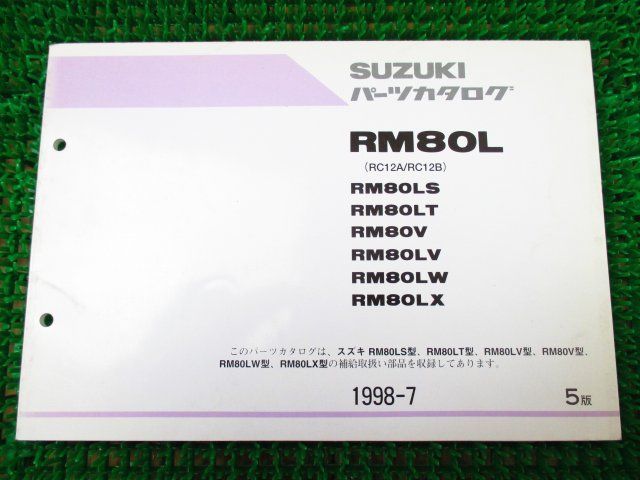 SUZUKI
パーツカタログ
RM80L
(RC12A/RC12B)
RM80LS
RM80LT
RM80V
RM80LV
RM80LW
RM80LX
このパーツカタログは、スズキ RM80LS型、RM80LT型、RM80LV型、RM80V型、
RM80LW型、RM80LX型の補給取扱い部品を収録してあります。
1998-7
5版